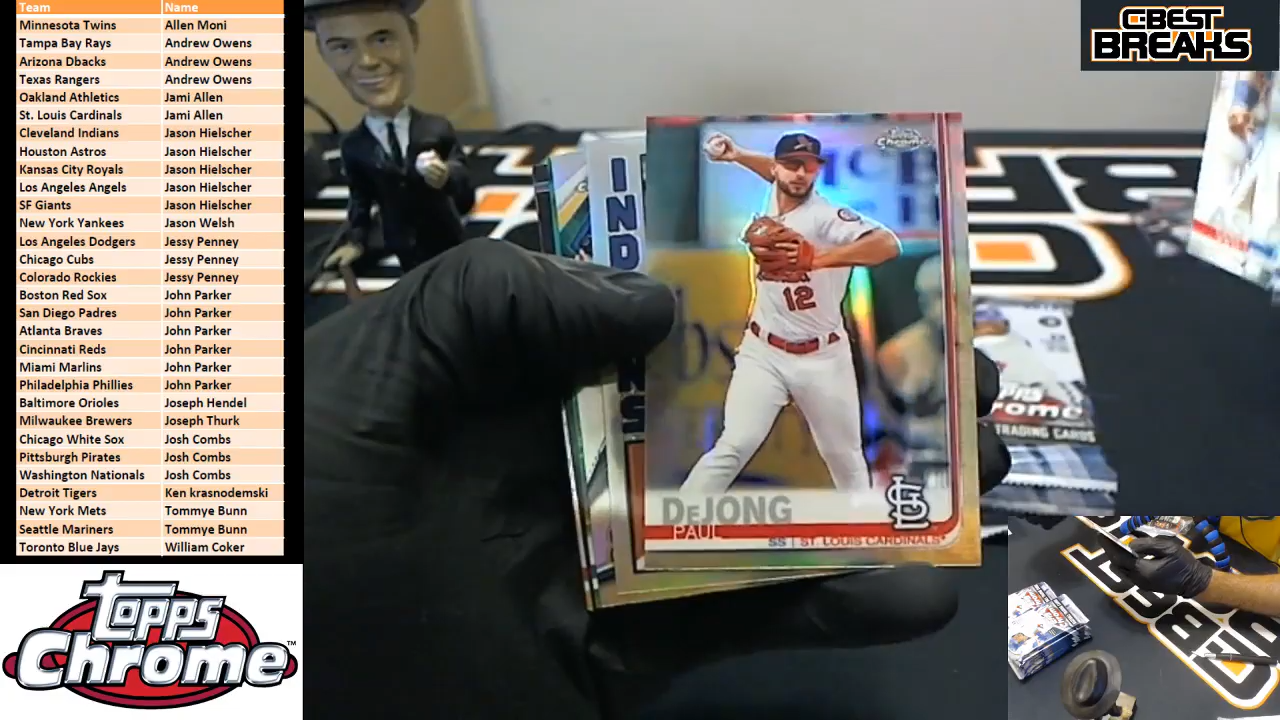 Team Name
Minnesota Twins Allen Moni
Tampa Bay Rays Andrew Owens
Arizona Dbacks Andrew Owens
Texas Rangers Andrew Owens
Oakland Athletics Jami Allen
St. Louis Cardinals Jami Allen
Cleveland Indians Jason Hielscher
Houston Astros Jason Hielscher
Kansas City Royals Jason Hielscher
Los Angeles Angels Jason Hielscher
SF Giants Jason Hielscher
New York Yankees Jason Welsh
Los Angeles Dodgers Jessy Penney
Chicago Cubs Jessy Penney
Colorado Rockies Jessy Penney
Boston Red Sox John Parker
San Diego Padres John Parker
Atlanta Braves John Parker
Cincinnati Reds John Parker
Miami Marlins John Parker
Philadelphia Phillies John Parker
Baltimore Orioles Joseph Hendel
Milwaukee Brewers Joseph Thurk
Chicago White Sox Josh Combs
Pittsburgh Pirates Josh Combs
Washington Nationals Josh Combs
Detroit Tigers Ken krasnodemski
New York Mets Tommye Bunn
Seattle Mariners Tommye Bunn
Toronto Blue Jays William Coker
Topps
Chrome™
C-BEST
BREAKS
Topps
Chrome
12
DeJONG
PAUL
SS | ST. LOUIS CARDINALS
STL
IND
TRADING CARDS